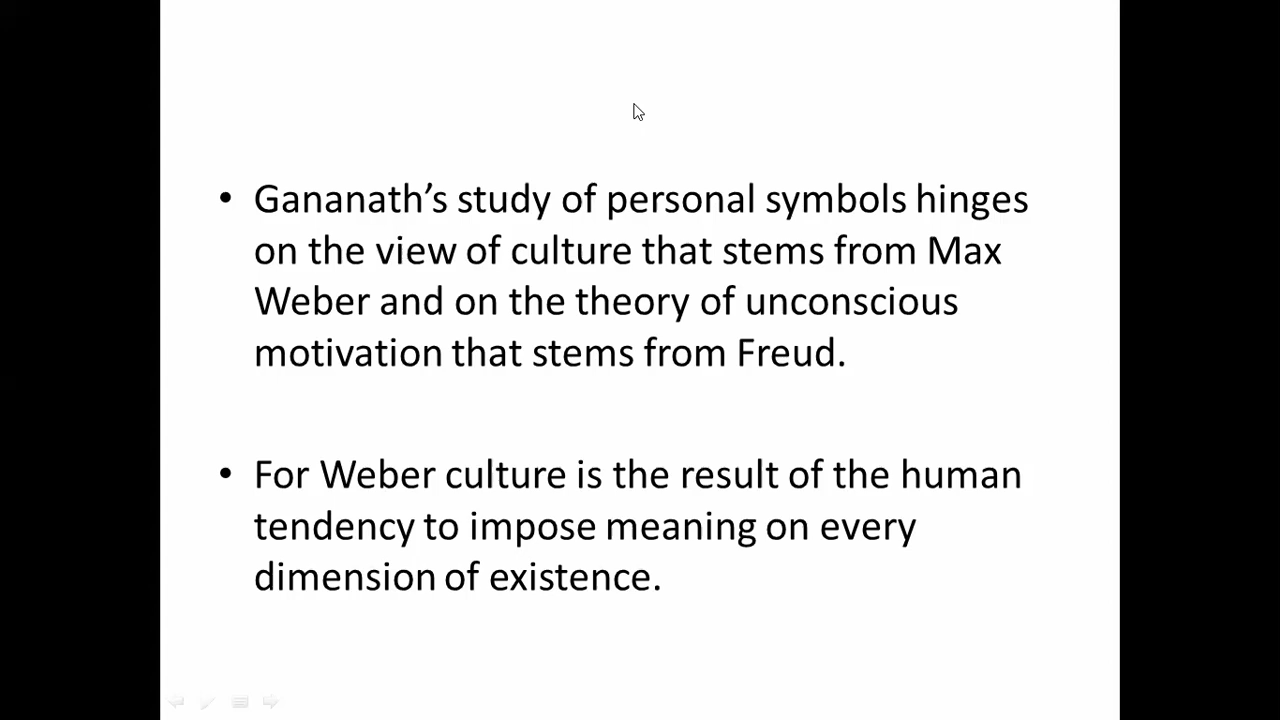 • Gananath’s study of personal symbols hinges
on the view of culture that stems from Max
Weber and on the theory of unconscious
motivation that stems from Freud.
• For Weber culture is the result of the human
tendency to impose meaning on every
dimension of existence.